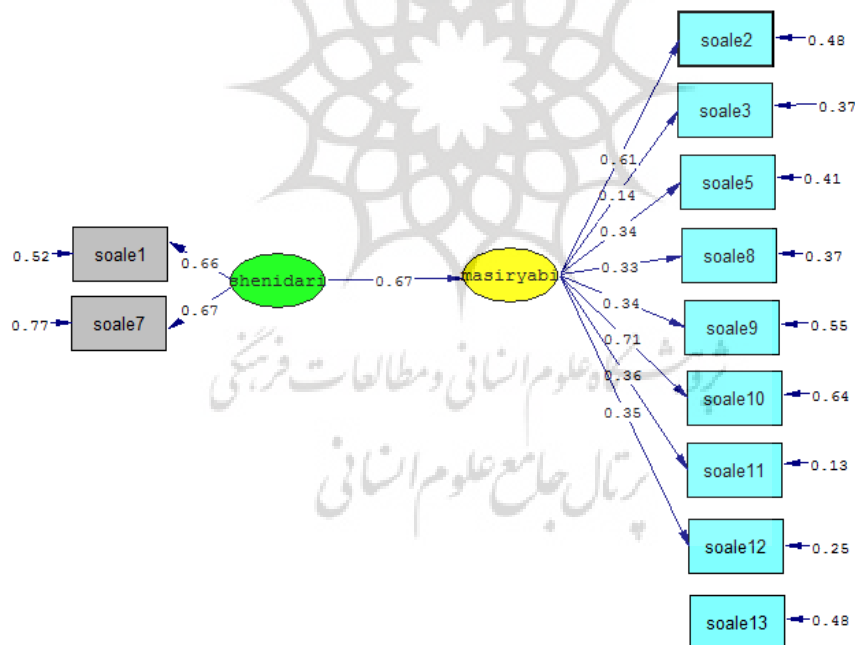 soale2
0.48
soale3
0.37
soale5
0.41
soale8
0.37
soale9
0.55
soale10
0.64
soale11
0.13
soale12
0.25
soale13
0.48
0.61
0.14
0.34
0.33
0.34
0.71
0.36
0.35
0.52
soale1
0.66
0.77
soale7
0.67
shenidari
0.67
masiryabi
پژوهشگاه علوم انسانی و مطالعات فرهنگی
پرتال جامع علوم انسانی